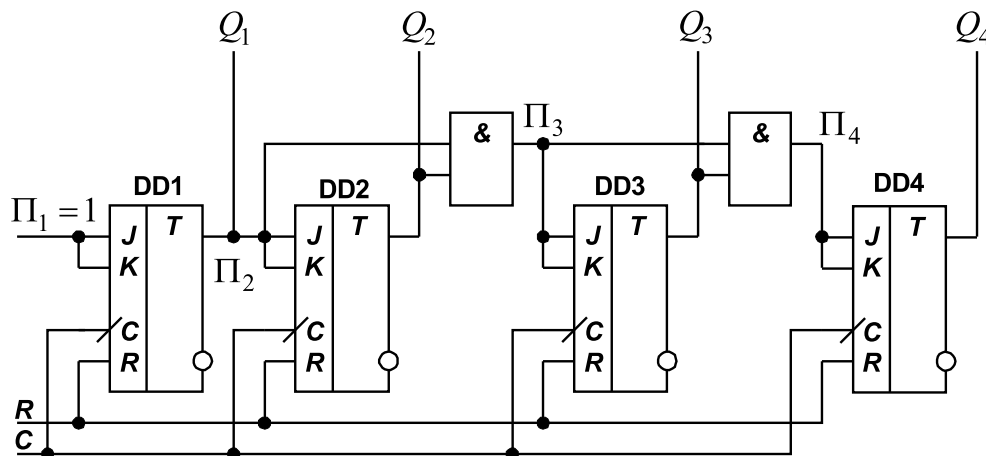 Q₁ Q₂ Q₃ Q₄
& Π₃ & Π₄
DD1 DD2 DD3 DD4
Π₁ = 1 J T J T J T J T
K Π₂ K K K
C C C C
R R R R
R
C